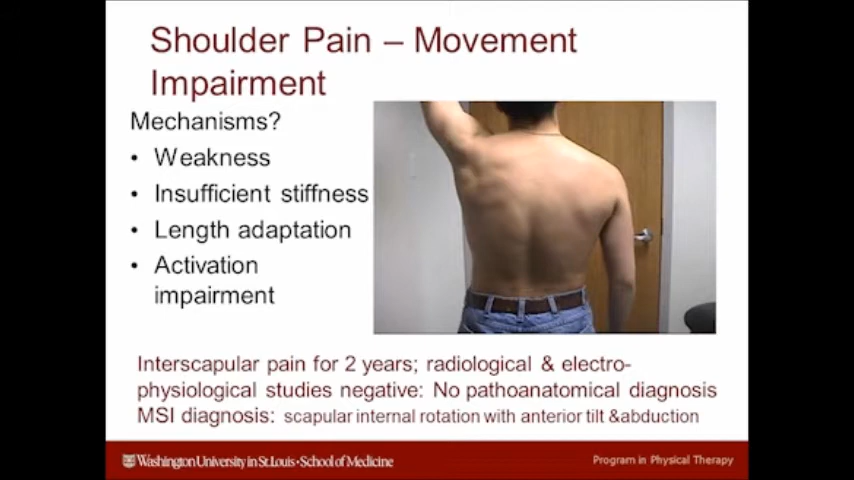 Shoulder Pain – Movement
Impairment
Mechanisms?
• Weakness
• Insufficient stiffness
• Length adaptation
• Activation
impairment
Interscapular pain for 2 years; radiological & electro-
physiological studies negative: No pathoanatomical diagnosis
MSI diagnosis: scapular internal rotation with anterior tilt &abduction
Washington University in St. Louis • School of Medicine
Program in Physical Therapy